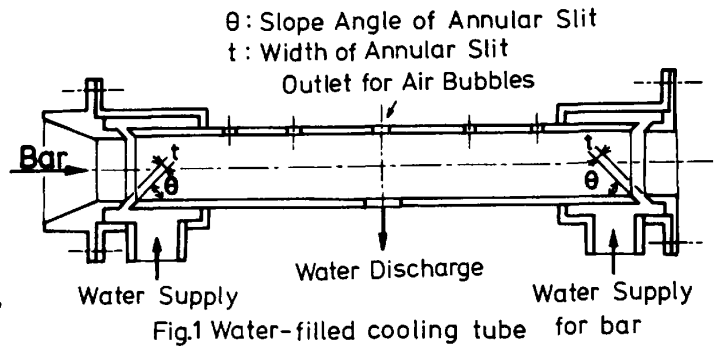 θ: Slope Angle of Annular Slit
t: Width of Annular Slit
Outlet for Air Bubbles
Bar
t
θ
t
θ
Water Discharge
Water Supply
Water Supply
Fig.1 Water-filled cooling tube for bar